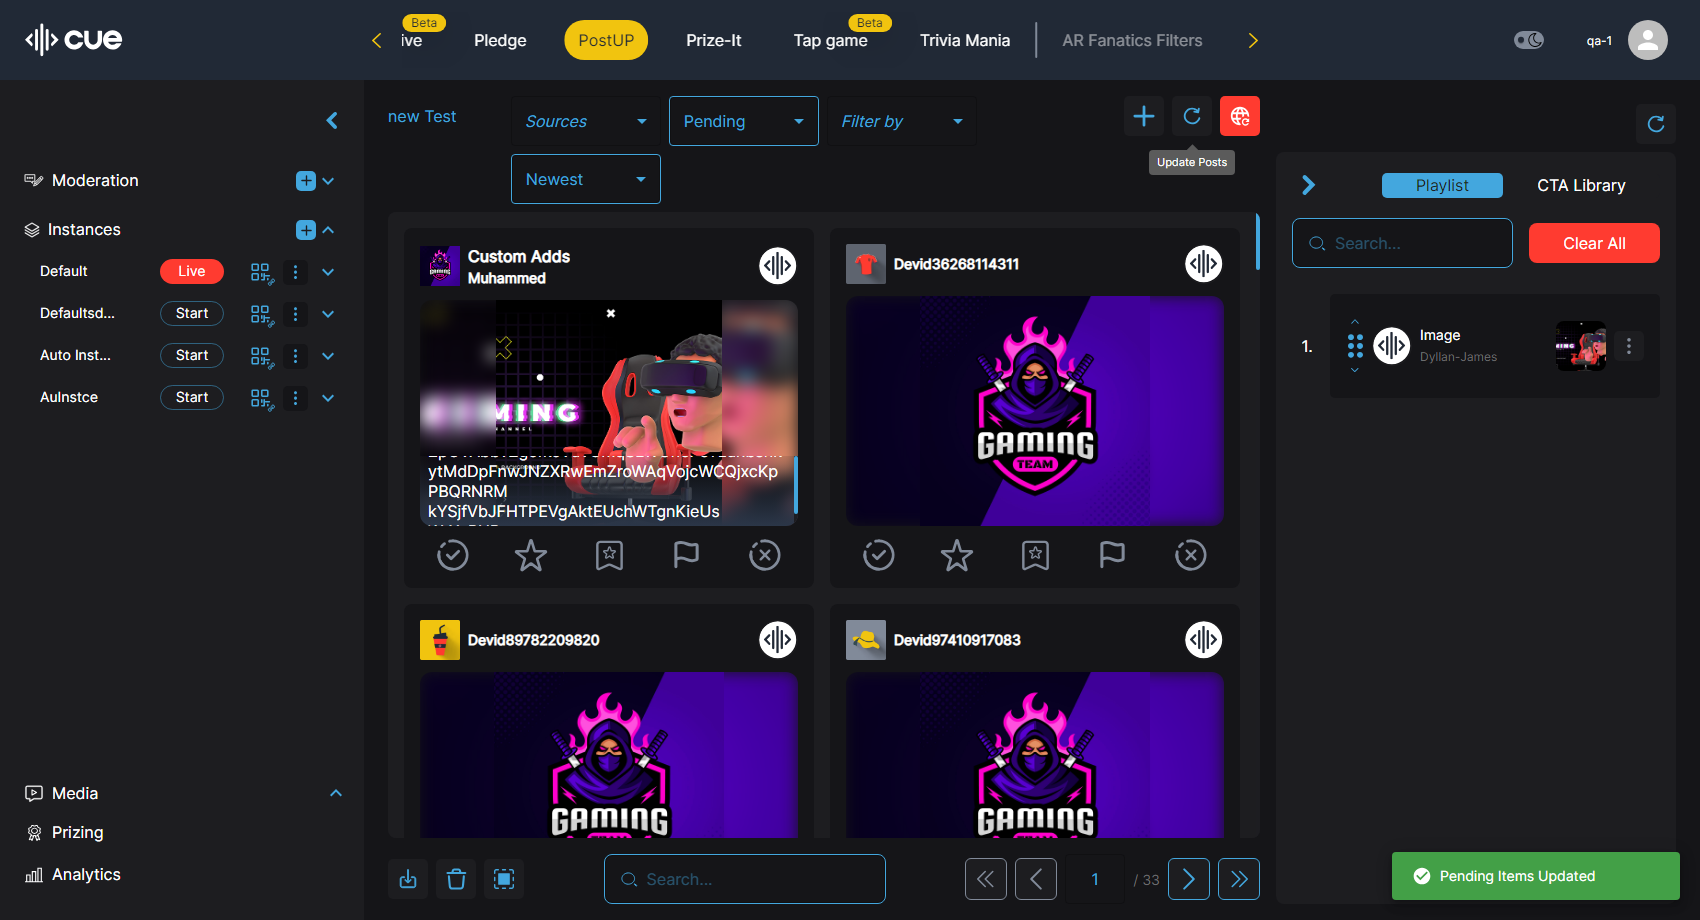 cue
Beta
ive
Pledge
PostUP
Prize-It
Beta
Tap game
Trivia Mania
AR Fanatics Filters
qa-1
new Test
Sources
Pending
Filter by
Newest
Update Posts
Moderation
Instances
Default
Live
Defaultsd...
Start
Auto Inst...
Start
AuInstce
Start
Media
Prizing
Analytics
Custom Adds
Muhammed
MING
ytMdDpFnwJNZXRwEmZroWAqVojcWCQjxcKp
PBQRNRM
kYSjfVbJFHTPEVgAktEUchWTgnKieUs
Devid36268114311
GAMING
TEAM
Devid89782209820
GAMING
Devid97410917083
GAMING
Search...
1
/ 33
Playlist
CTA Library
Search...
Clear All
1.
Image
Dyllan-James
Pending Items Updated